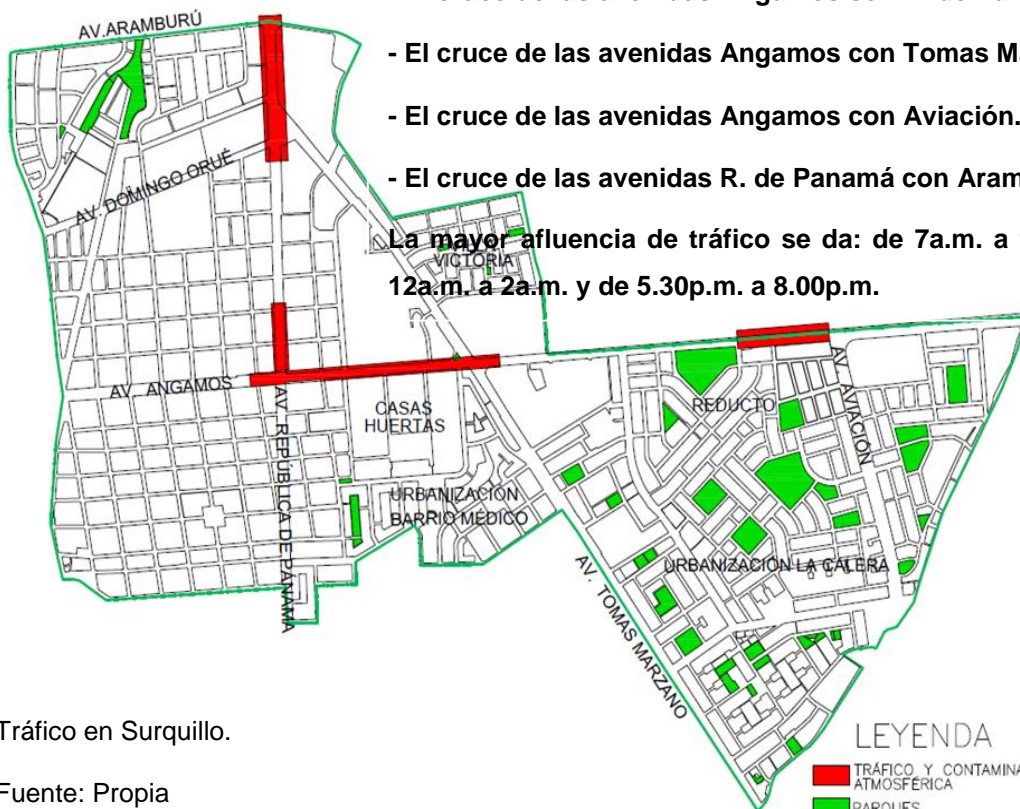 - El cruce de las avenidas Angamos con Tomas
- El cruce de las avenidas Angamos con Aviación.
- El cruce de las avenidas R. de Panamá con
La mayor afluencia de tráfico se da: de 7a.m. a
12a.m. a 2a.m. y de 5.30p.m. a 8.00p.m.
AV.ARAMBURÚ
AV. DOMINGO ORUÉ
VICTORIA
AV. ANGAMOS
AV. REPÚBLICA DE PANAMÁ
CASAS
HUERTAS
URBANIZACIÓN
BARRIO MÉDICO
REDUCTO
AV. AVIACIÓN
URBANIZACIÓN LA CALERA
AV. TOMAS MARZANO
Tráfico en Surquillo.
Fuente: Propia
LEYENDA
TRÁFICO Y
ATMOSFÉRICA
PARQUES